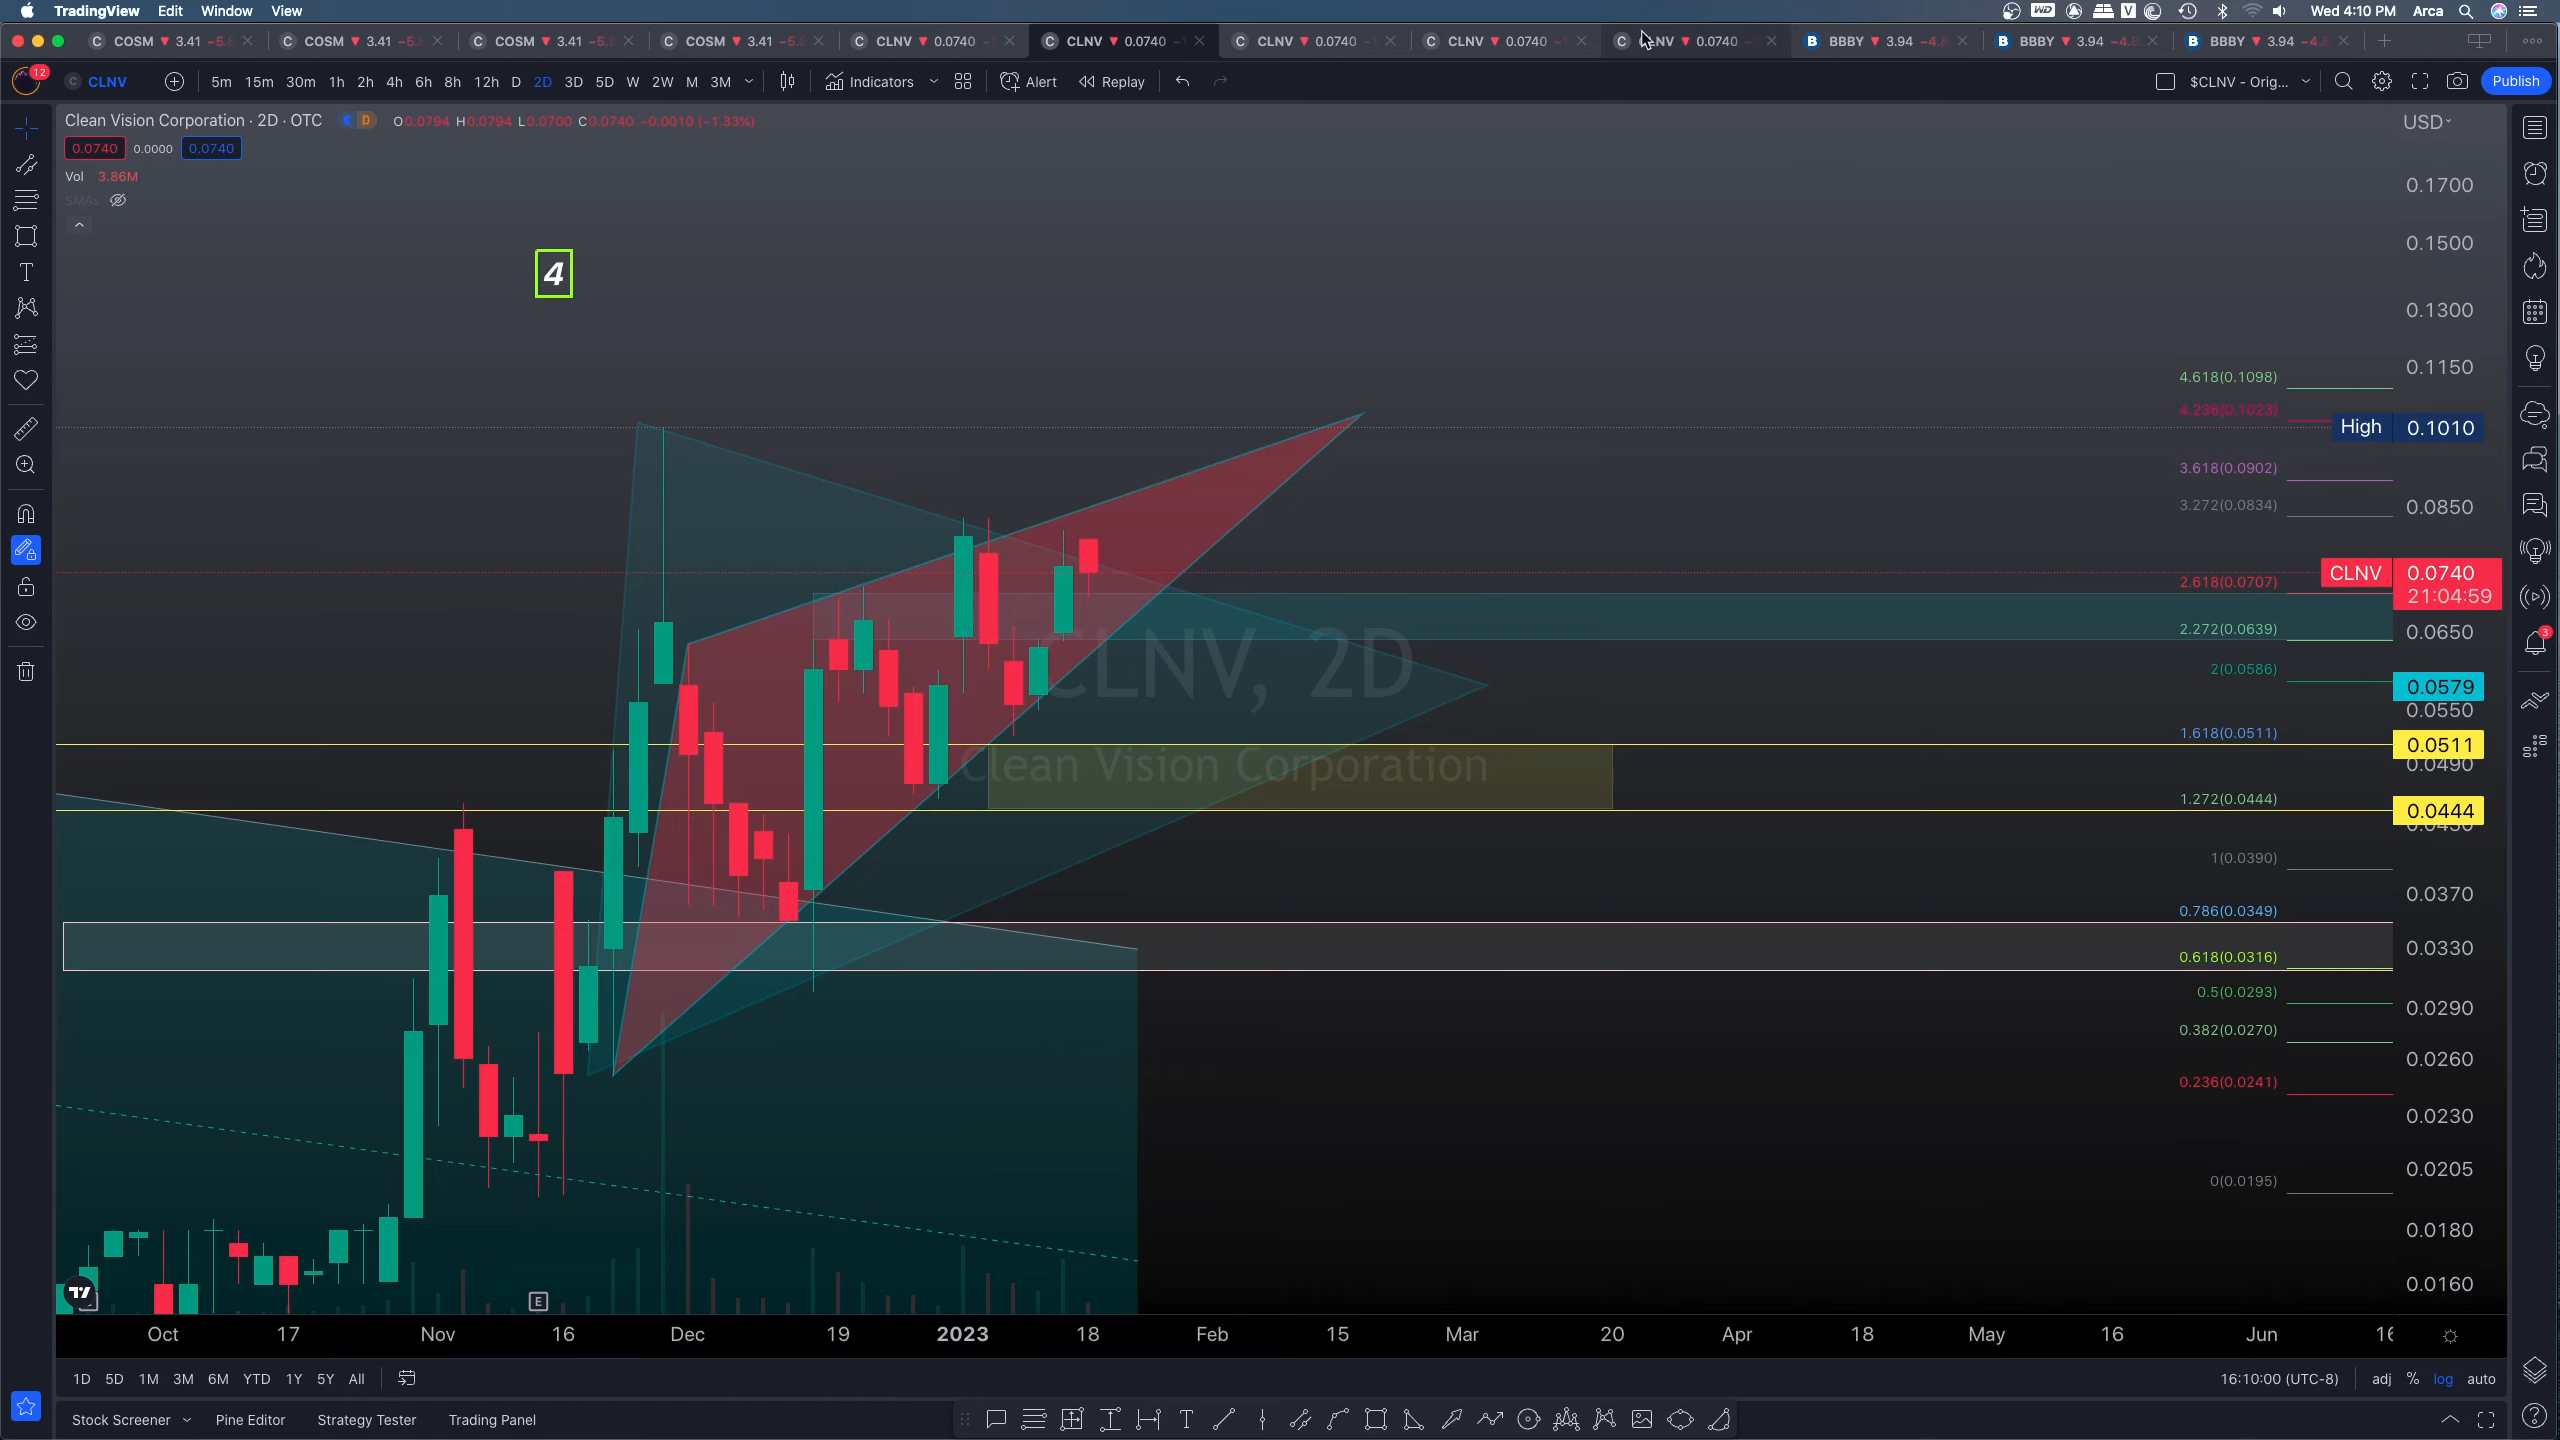 TradingView Edit Window View Wed 4:10 PM Arca
COSM 3.41 COSM 3.41 COSM 3.41 COSM 3.41 CLNV 0.0740 CLNV 0.0740 CLNV 0.0740 CLNV 0.0740 0.0740 BBBY 3.94 BBBY 3.94 BBBY 3.94
12 CLNV 5m 15m 30m 1h 2h 4h 6h 8h 12h D 2D 3D 5D W 2W M 3M Indicators Alert Replay $CLNV - Orig... Publish
Clean Vision Corporation · 2D · OTC D O0.0794 H0.0794 L0.0700 C0.0740 −0.0010 (−1.33%) USD
0.0740 0.0000 0.0740
Vol 3.86M
SMAs
0.1700
0.1500
4
0.1300
0.1150
4.618(0.1098)
4.236(0.1023)
High 0.1010
3.618(0.0902)
3.272(0.0834) 0.0850
CLNV 0.0740
2.618(0.0707) 21:04:59
2.272(0.0639) 0.0650
CLNV, 2D
2(0.0586)
0.0579
0.0550
1.618(0.0511) 0.0511
Clean Vision Corporation 0.0490
1.272(0.0444) 0.0444
0.0430
1(0.0390)
0.0370
0.786(0.0349)
0.0330
0.618(0.0316)
0.5(0.0293)
0.0290
0.382(0.0270)
0.0260
0.236(0.0241)
0.0230
0.0205
0(0.0195)
0.0180
0.0160
E
Oct 17 Nov 16 Dec 19 2023 18 Feb 15 Mar 20 Apr 18 May 16 Jun
1D 5D 1M 3M 6M YTD 1Y 5Y All 16:10:00 (UTC-8) adj % log auto
Stock Screener Pine Editor Strategy Tester Trading Panel